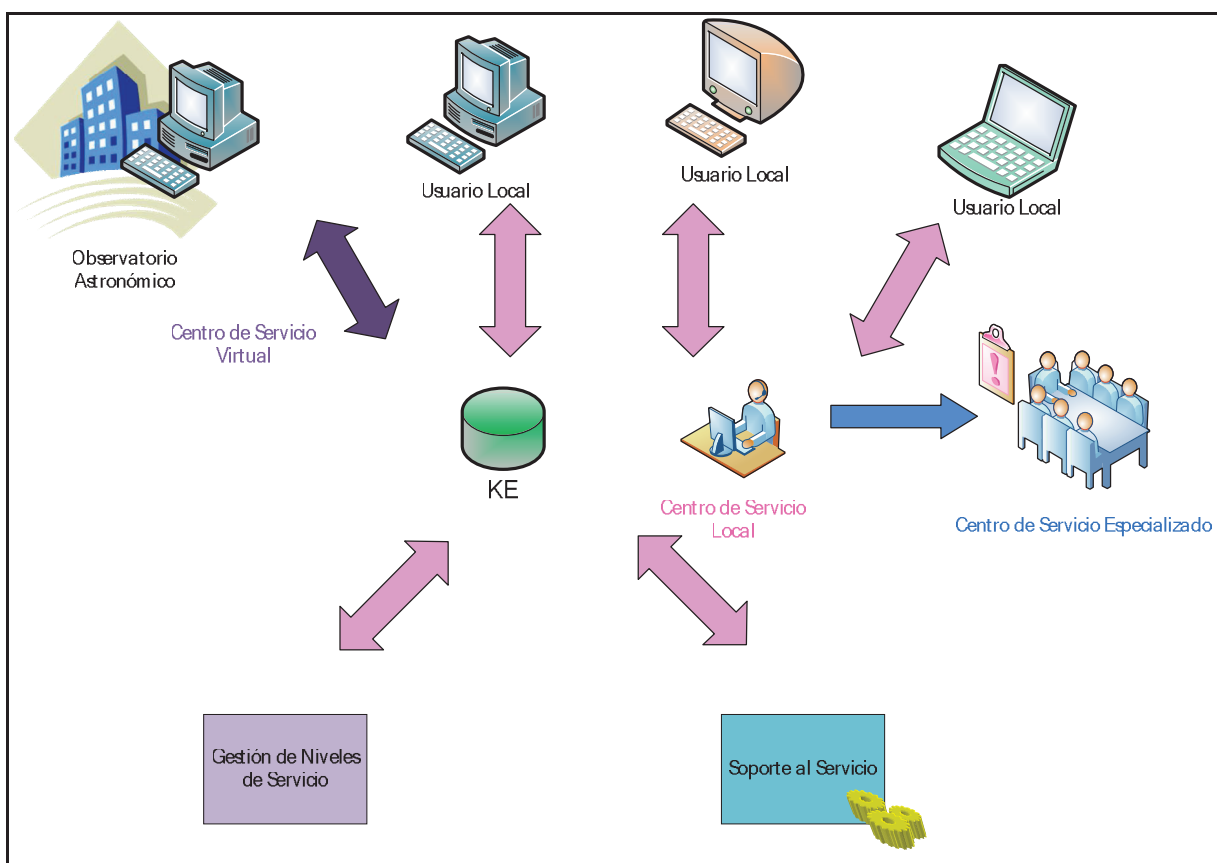 Usuario Local
Usuario Local
Usuario Local
Observatorio
Astronómico
Centro de Servicio
Virtual
KE
Centro de Servicio
Local
Centro de Servicio Especializado
Gestión de Niveles
de Servicio
Soporte al Servicio